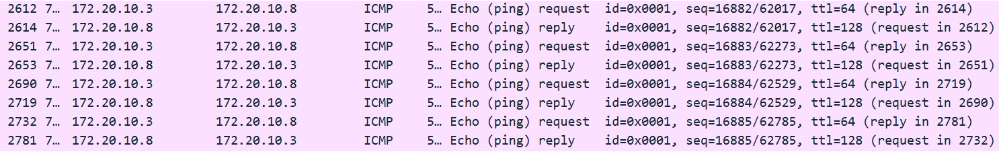 2612 7… 172.20.10.3 172.20.10.8 ICMP 5… Echo (ping) request id=0x0001, seq=16882/62017, ttl=64 (reply in 2614)
2614 7… 172.20.10.8 172.20.10.3 ICMP 5… Echo (ping) reply id=0x0001, seq=16882/62017, ttl=128 (request in 2612)
2651 7… 172.20.10.3 172.20.10.8 ICMP 5… Echo (ping) request id=0x0001, seq=16883/62273, ttl=64 (reply in 2653)
2653 7… 172.20.10.8 172.20.10.3 ICMP 5… Echo (ping) reply id=0x0001, seq=16883/62273, ttl=128 (request in 2651)
2690 7… 172.20.10.3 172.20.10.8 ICMP 5… Echo (ping) request id=0x0001, seq=16884/62529, ttl=64 (reply in 2719)
2719 7… 172.20.10.8 172.20.10.3 ICMP 5… Echo (ping) reply id=0x0001, seq=16884/62529, ttl=128 (request in 2690)
2732 7… 172.20.10.3 172.20.10.8 ICMP 5… Echo (ping) request id=0x0001, seq=16885/62785, ttl=64 (reply in 2781)
2781 7… 172.20.10.8 172.20.10.3 ICMP 5… Echo (ping) reply id=0x0001, seq=16885/62785, ttl=128 (request in 2732)